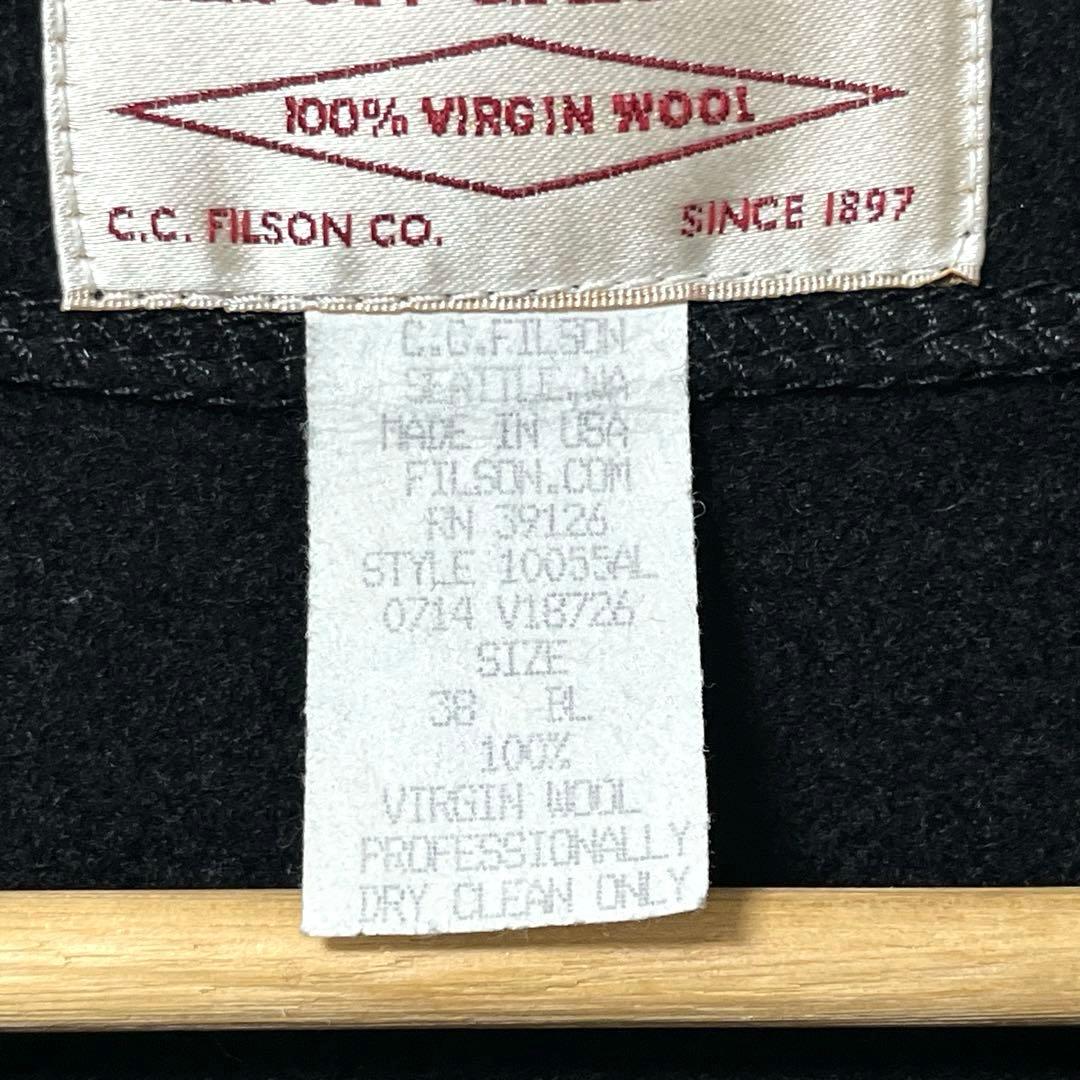 100% VIRGIN WOOL
C.C. FILSON CO. SINCE 1897
C.C.FILSON
SEATTLE,WA
MADE IN USA
FILSON.COM
RN 39126
STYLE 10055AL
0714 V18726
SIZE
38 BL
100%
VIRGIN WOOL
PROFESSIONALLY
DRY CLEAN ONLY